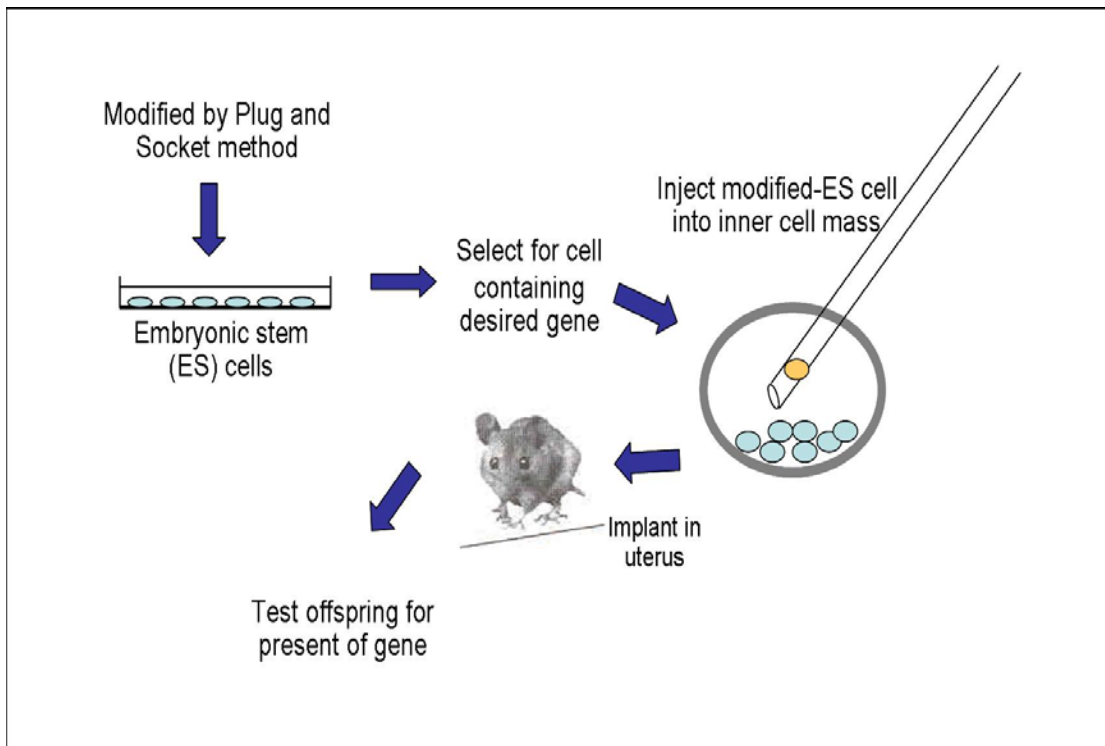 Modified by Plug and
Socket method
Embryonic stem
(ES) cells
Select for cell
containing
desired gene
Inject modified-ES cell
into inner cell mass
Implant in
uterus
Test offspring for
present of gene